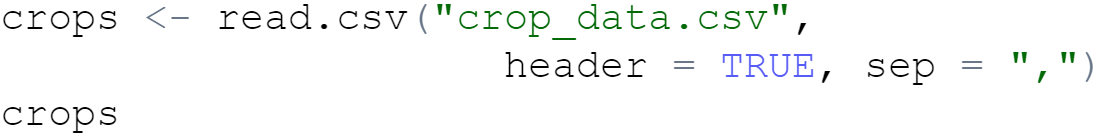 crops <- read.csv("crop_data.csv",
header = TRUE, sep = ",")
crops